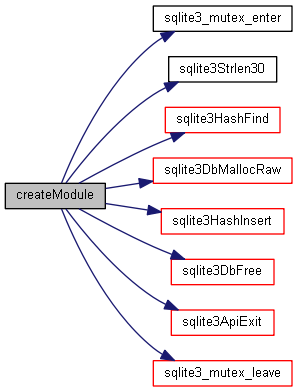 sqlite3_mutex_enter
sqlite3Strlen30
sqlite3HashFind
sqlite3DbMallocRaw
createModule
sqlite3HashInsert
sqlite3DbFree
sqlite3ApiExit
sqlite3_mutex_leave